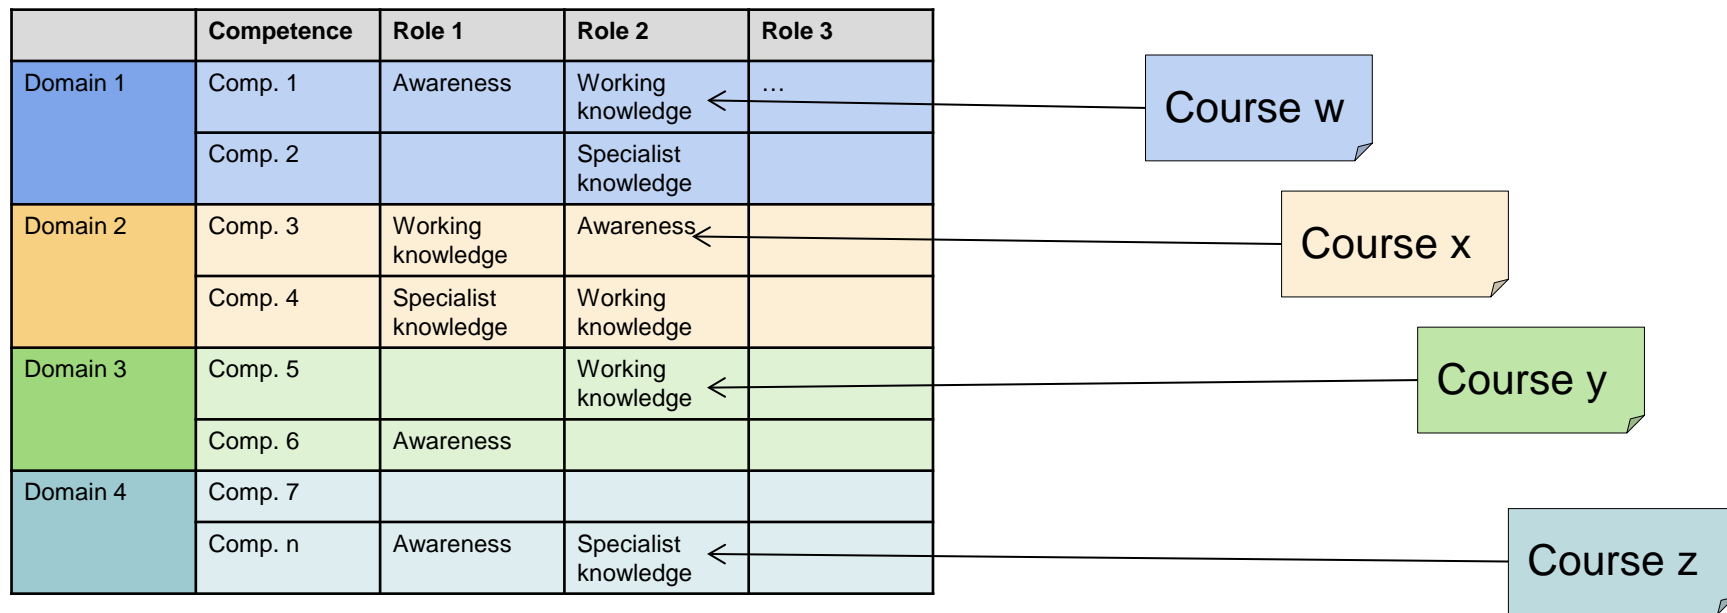 Competence Role 1 Role 2 Role 3
Domain 1 Comp. 1 Awareness Working knowledge …
Comp. 2 Specialist knowledge
Domain 2 Comp. 3 Working knowledge Awareness
Comp. 4 Specialist knowledge Working knowledge
Domain 3 Comp. 5 Working knowledge
Comp. 6 Awareness
Domain 4 Comp. 7
Comp. n Awareness Specialist knowledge
Course w
Course x
Course y
Course z